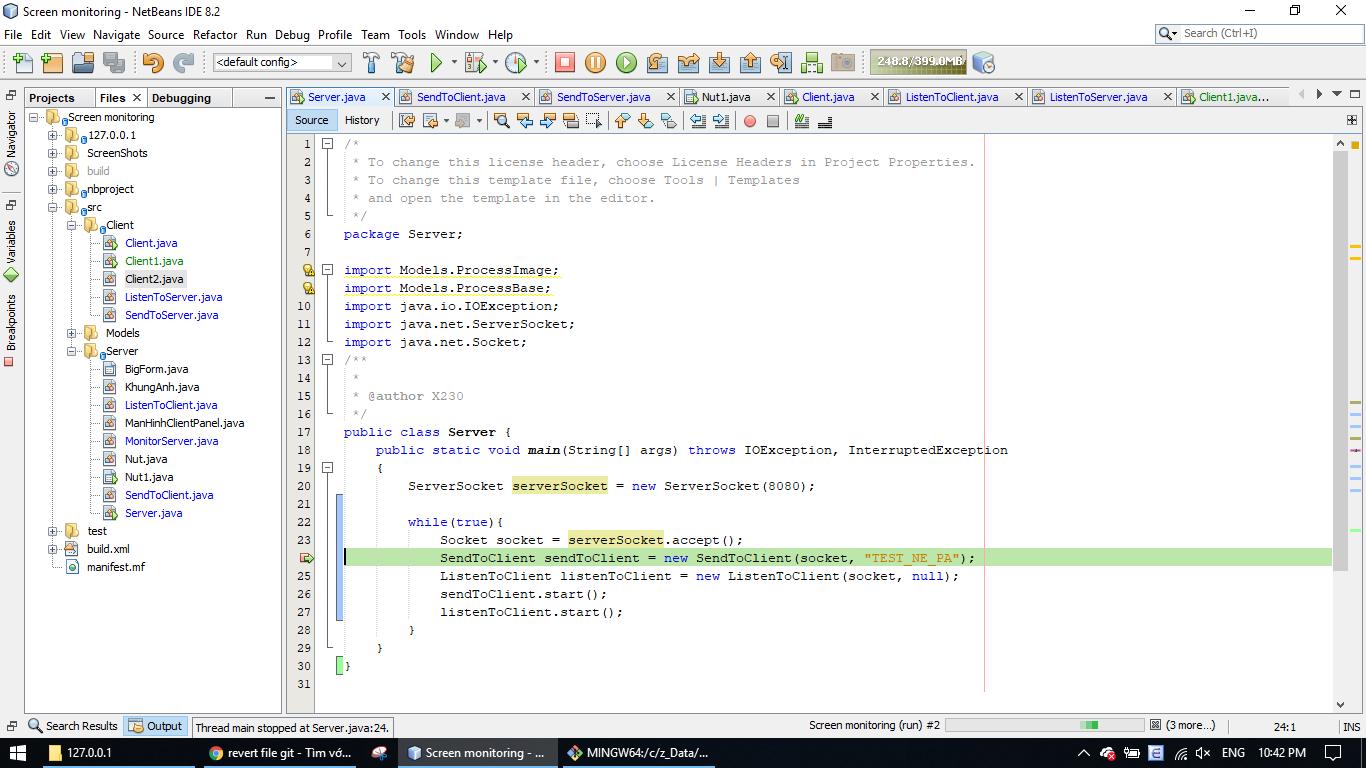 Screen monitoring - NetBeans IDE 8.2
File Edit View Navigate Source Refactor Run Debug Profile Team Tools Window Help
Search (Ctrl+I)
<default config>
248.8/399.0MB
Projects Files Debugging
Server.java SendToClient.java SendToServer.java Nut1.java Client.java ListenToClient.java ListenToServer.java Client1.java...
Source History
Navigator
Variables
Breakpoints
Screen monitoring
127.0.0.1
ScreenShots
build
nbproject
src
Client
Client.java
Client1.java
Client2.java
ListenToServer.java
SendToServer.java
Models
Server
BigForm.java
KhungAnh.java
ListenToClient.java
ManHinhClientPanel.java
MonitorServer.java
Nut.java
Nut1.java
SendToClient.java
Server.java
test
build.xml
manifest.mf
1 /*
2 * To change this license header, choose License Headers in Project Properties.
3 * To change this template file, choose Tools | Templates
4 * and open the template in the editor.
5 */
6 package Server;
7
import Models.ProcessImage;
import Models.ProcessBase;
10 import java.io.IOException;
11 import java.net.ServerSocket;
12 import java.net.Socket;
13 /**
14 *
15 * @author X230
16 */
17 public class Server {
18 public static void main(String[] args) throws IOException, InterruptedException
19 {
20 ServerSocket serverSocket = new ServerSocket(8080);
21
22 while(true){
23 Socket socket = serverSocket.accept();
SendToClient sendToClient = new SendToClient(socket, "TEST_NE_PA");
25 ListenToClient listenToClient = new ListenToClient(socket, null);
26 sendToClient.start();
27 listenToClient.start();
28 }
29 }
30 }
31
Search Results Output Thread main stopped at Server.java:24. Screen monitoring (run) #2 (3 more...) 24:1 INS
127.0.0.1 revert file git - Tìm vớ... Screen monitoring - ... MINGW64:/c/z_Data/... ENG 10:42 PM